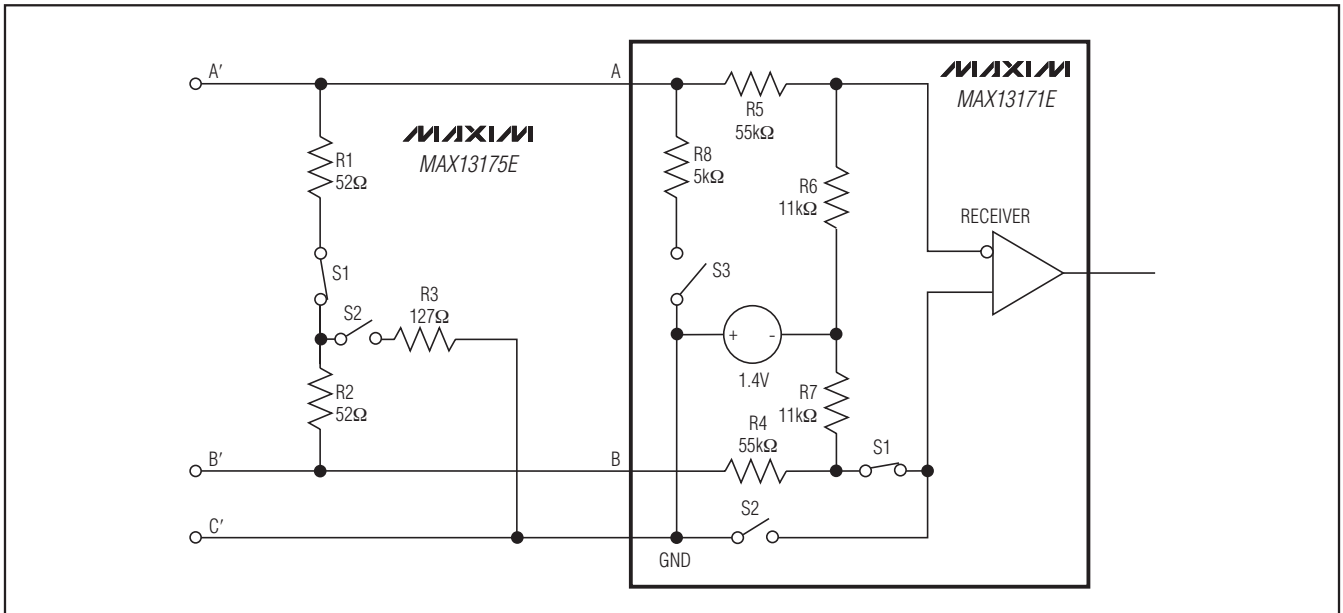 A′
A
MAXIM
MAX13171E
R5
55kΩ
MAXIM
MAX13175E
R1
52Ω
R8
5kΩ
R6
11kΩ
RECEIVER
S1
S3
S2
R3
127Ω
+
-
1.4V
R2
52Ω
R7
11kΩ
R4
55kΩ
S1
B′
B
S2
C′
GND